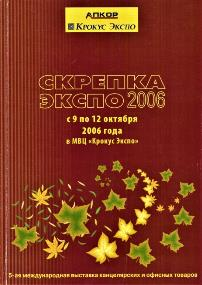 АПКОР
КРОКУС ЭКСПО
СКРЕПКА
ЭКСПО 2006
с 9 по 12 октября
2006 года
в МВЦ «Крокус Экспо»
5-ая международная выставка канцелярских и офисных товаров